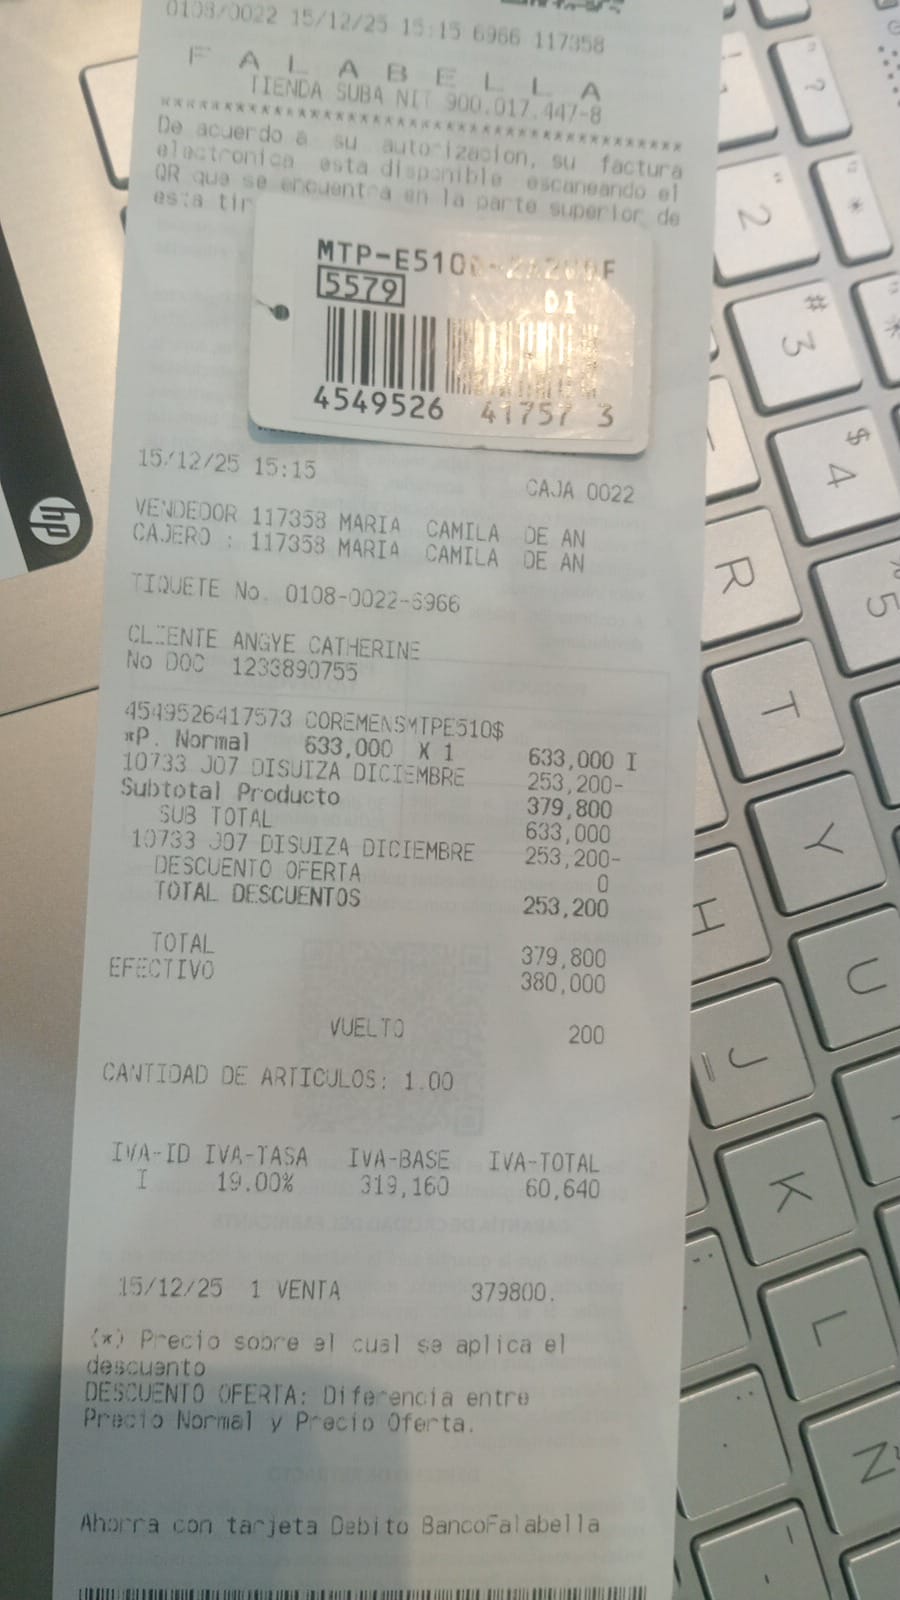 0108/0022 15/12/25 15:15 6966 117358
F A L A B E L L A
TIENDA SUBA NIT 900.017.447-8
****************************************
De acuerdo a su autorizacion, su factura
electronica esta disponible escaneando el
QR que se encuentra en la parte superior de
esta tir
MTP-E510
5579
DI
4549526 41757 3
15/12/25 15:15 CAJA 0022
VENDEDOR 117358 MARIA CAMILA DE AN
CAJERO : 117358 MARIA CAMILA DE AN
TIQUETE No. 0108-0022-6966
CLIENTE ANGYE CATHERINE
No DOC 1233890755
4549526417573 COREMENSMTPE510$
*P. Normal 633,000 X 1 633,000 I
10733 J07 DISUIZA DICIEMBRE 253,200-
Subtotal Producto 379,800
SUB TOTAL 633,000
10733 J07 DISUIZA DICIEMBRE 253,200-
DESCUENTO OFERTA 0
TOTAL DESCUENTOS 253,200
TOTAL 379,800
EFECTIVO 380,000
VUELTO 200
CANTIDAD DE ARTICULOS: 1.00
IVA-ID IVA-TASA IVA-BASE IVA-TOTAL
I 19.00% 319,160 60,640
15/12/25 1 VENTA 379800.
(*) Precio sobre el cual se aplica el
descuento
DESCUENTO OFERTA: Diferencia entre
Precio Normal y Precio Oferta.
Ahorra con tarjeta Debito BancoFalabella
hp
?
"
2
*
#
3
$
4
%
5
R
T
Y
H
U
J
K
L
Ñ